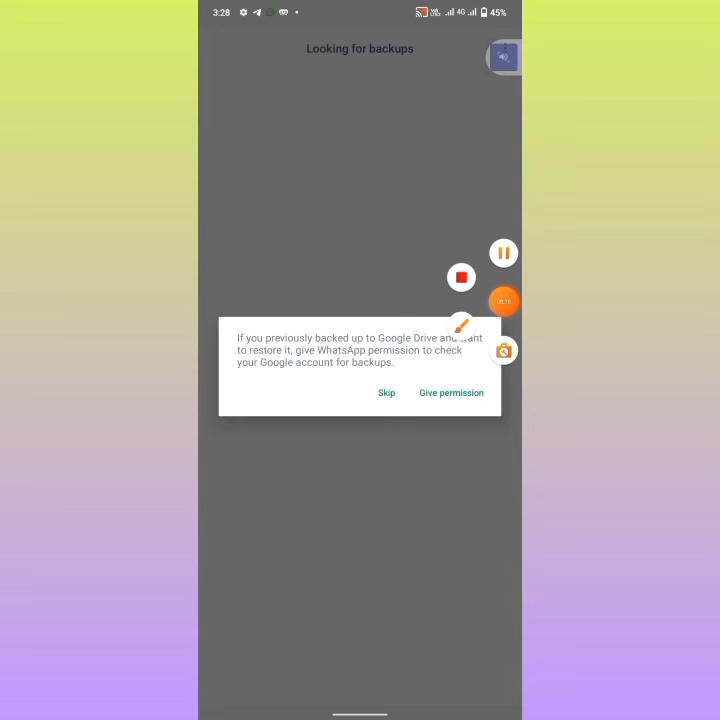 3:28
4G
45%
Looking for backups
If you previously backed up to Google Drive and want
to restore it, give WhatsApp permission to check
your Google account for backups.
Skip Give permission